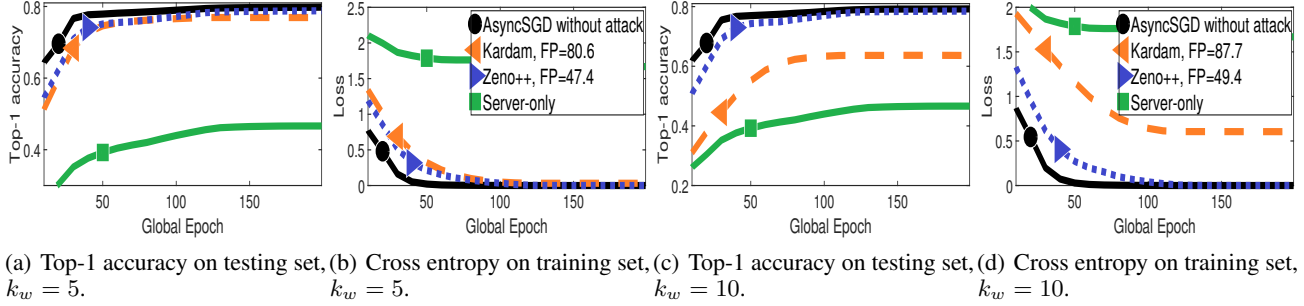 Top-1 accuracy
0.8
0.6
0.4
50
100
150
Global Epoch
Loss
2
1.5
1
0.5
0
50
100
150
Global Epoch
AsyncSGD without attack
Kardam, FP=80.6
Zeno++, FP=47.4
Server-only
Top-1 accuracy
0.8
0.6
0.4
0.2
50
100
150
Global Epoch
Loss
2
1.5
1
0.5
0
50
100
150
Global Epoch
AsyncSGD without attack
Kardam, FP=87.7
Zeno++, FP=49.4
Server-only
(a) Top-1 accuracy on testing set,
k_w = 5.
(b) Cross entropy on training set,
k_w = 5.
(c) Top-1 accuracy on testing set,
k_w = 10.
(d) Cross entropy on training set,
k_w = 10.